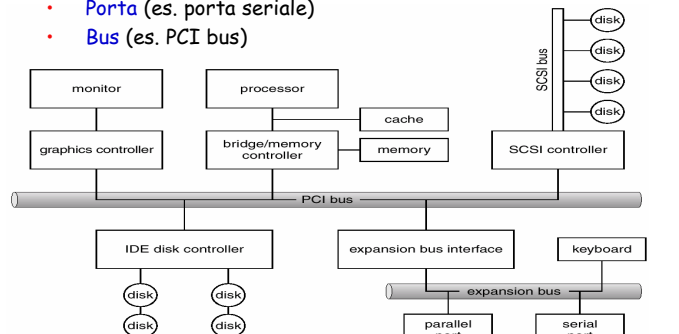 • Porta (es. porta seriale)
• Bus (es. PCI bus)
disk
disk
disk
disk
SCSI bus
monitor
processor
cache
graphics controller
bridge/memory
controller
memory
SCSI controller
PCI bus
IDE disk controller
expansion bus interface
keyboard
disk
disk
expansion bus
disk
disk
parallel
port
serial
port